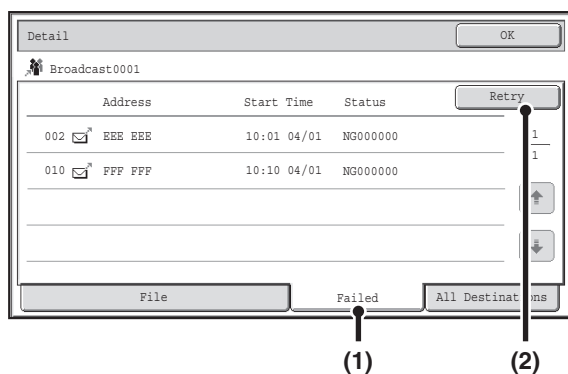 Detail OK
Broadcast0001
Address Start Time Status Retry
002 EEE EEE 10:01 04/01 NG000000 1
010 FFF FFF 10:10 04/01 NG000000 1
File Failed All Destinations
(1) (2)